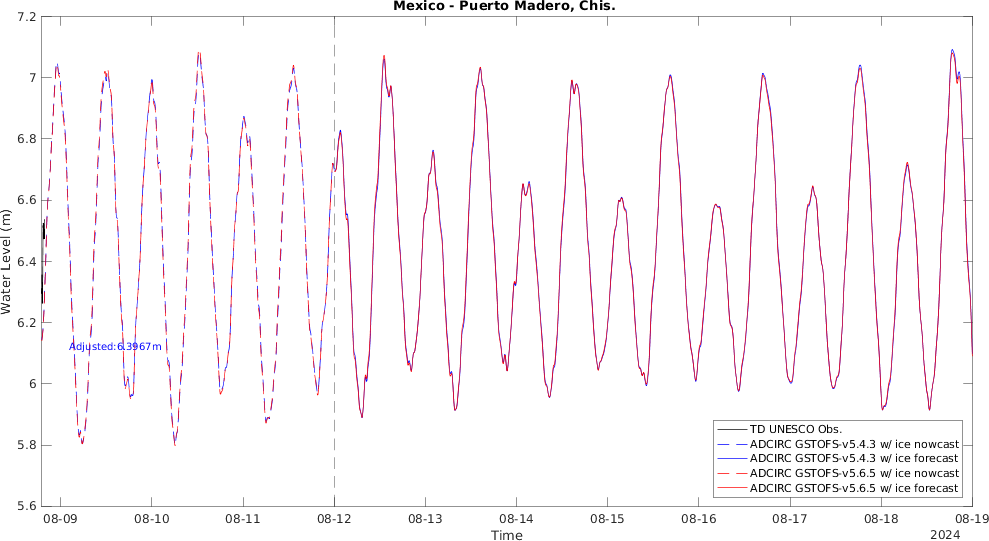 Mexico - Puerto Madero, Chis.
7.2
7
6.8
6.6
6.4
6.2
6
5.8
5.6
Water Level (m)
Adjusted:6.3967m
TD UNESCO Obs.
ADCIRC GSTOFS-v5.4.3 w/ ice nowcast
ADCIRC GSTOFS-v5.4.3 w/ ice forecast
ADCIRC GSTOFS-v5.6.5 w/ ice nowcast
ADCIRC GSTOFS-v5.6.5 w/ ice forecast
08-09 08-10 08-11 08-12 08-13 08-14 08-15 08-16 08-17 08-18 08-19
Time
2024